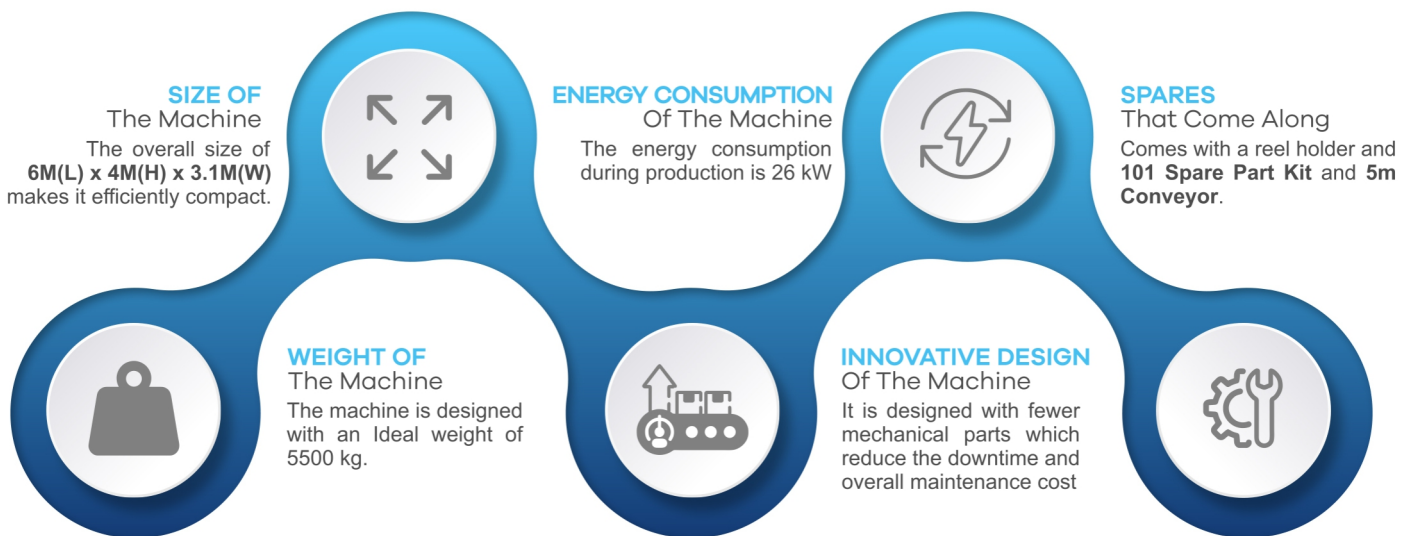 SIZE OF
The Machine
The overall size of
6M(L) x 4M(H) x 3.1M(W)
makes it efficiently compact.
ENERGY CONSUMPTION
Of The Machine
The energy consumption
during production is 26 kW
SPARES
That Come Along
Comes with a reel holder and
101 Spare Part Kit and 5m
Conveyor.
WEIGHT OF
The Machine
The machine is designed
with an Ideal weight of
5500 kg.
INNOVATIVE DESIGN
Of The Machine
It is designed with fewer
mechanical parts which
reduce the downtime and
overall maintenance cost